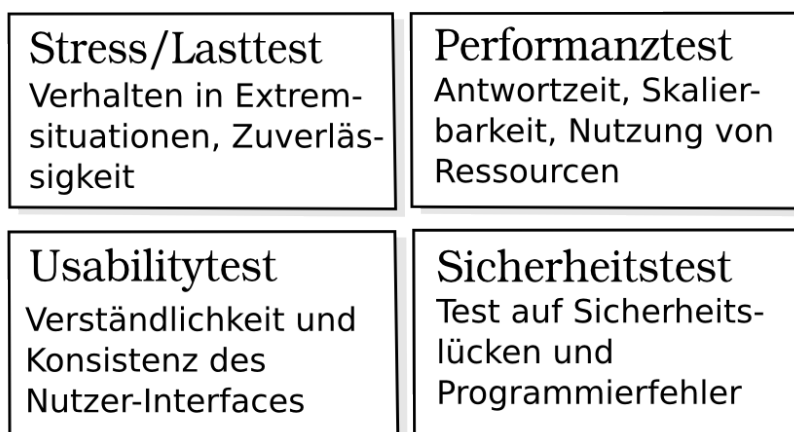 Stress/Lasttest
Verhalten in Extrem-
situationen, Zuverläs-
sigkeit
Performanztest
Antwortzeit, Skalier-
barkeit, Nutzung von
Ressourcen
Usabilitytest
Verständlichkeit und
Konsistenz des
Nutzer-Interfaces
Sicherheitstest
Test auf Sicherheits-
lücken und
Programmierfehler